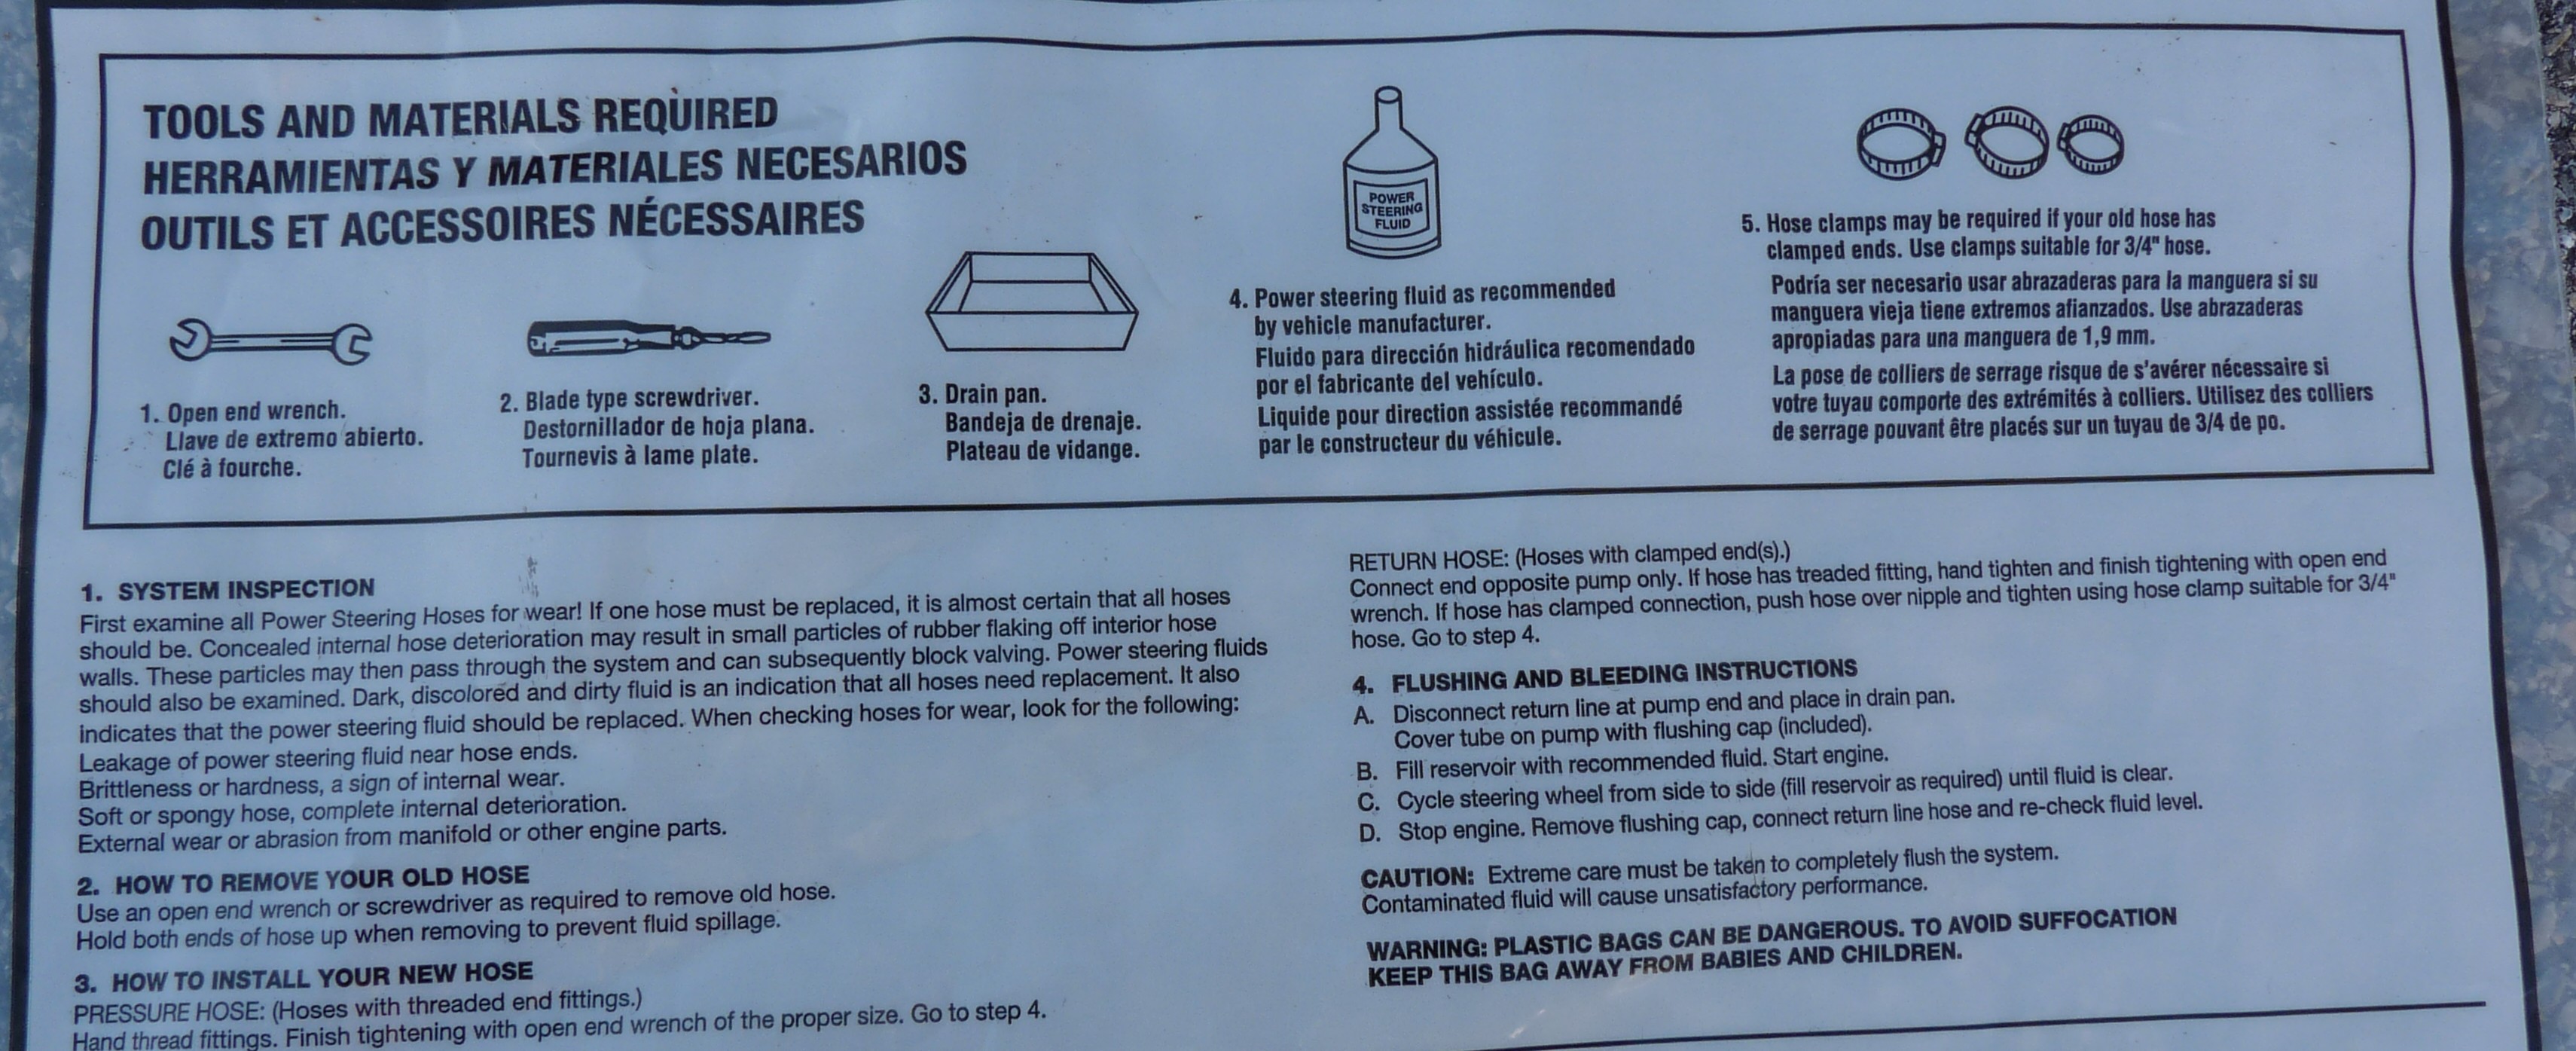 TOOLS AND MATERIALS REQUIRED
HERRAMIENTAS Y MATERIALES NECESARIOS
OUTILS ET ACCESSOIRES NÉCESSAIRES
1. Open end wrench.
Llave de extremo abierto.
Clé à fourche.
2. Blade type screwdriver.
Destornillador de hoja plana.
Tournevis à lame plate.
3. Drain pan.
Bandeja de drenaje.
Plateau de vidange.
POWER
STEERING
FLUID
4. Power steering fluid as recommended
by vehicle manufacturer.
Fluido para dirección hidráulica recomendado
por el fabricante del vehículo.
Liquide pour direction assistée recommandé
par le constructeur du véhicule.
5. Hose clamps may be required if your old hose has
clamped ends. Use clamps suitable for 3/4" hose.
Podría ser necesario usar abrazaderas para la manguera si su
manguera vieja tiene extremos afianzados. Use abrazaderas
apropiadas para una manguera de 1,9 mm.
La pose de colliers de serrage risque de s'avérer nécessaire si
votre tuyau comporte des extrémités à colliers. Utilisez des colliers
de serrage pouvant être placés sur un tuyau de 3/4 de po.
1. SYSTEM INSPECTION
First examine all Power Steering Hoses for wear! If one hose must be replaced, it is almost certain that all hoses
should be. Concealed internal hose deterioration may result in small particles of rubber flaking off interior hose
walls. These particles may then pass through the system and can subsequently block valving. Power steering fluids
should also be examined. Dark, discolored and dirty fluid is an indication that all hoses need replacement. It also
indicates that the power steering fluid should be replaced. When checking hoses for wear, look for the following:
Leakage of power steering fluid near hose ends.
Brittleness or hardness, a sign of internal wear.
Soft or spongy hose, complete internal deterioration.
External wear or abrasion from manifold or other engine parts.
2. HOW TO REMOVE YOUR OLD HOSE
Use an open end wrench or screwdriver as required to remove old hose.
Hold both ends of hose up when removing to prevent fluid spillage.
3. HOW TO INSTALL YOUR NEW HOSE
PRESSURE HOSE: (Hoses with threaded end fittings.)
Hand thread fittings. Finish tightening with open end wrench of the proper size. Go to step 4.
RETURN HOSE: (Hoses with clamped end(s).)
Connect end opposite pump only. If hose has treaded fitting, hand tighten and finish tightening with open end
wrench. If hose has clamped connection, push hose over nipple and tighten using hose clamp suitable for 3/4"
hose. Go to step 4.
4. FLUSHING AND BLEEDING INSTRUCTIONS
A. Disconnect return line at pump end and place in drain pan.
Cover tube on pump with flushing cap (included).
B. Fill reservoir with recommended fluid. Start engine.
C. Cycle steering wheel from side to side (fill reservoir as required) until fluid is clear.
D. Stop engine. Remove flushing cap, connect return line hose and re-check fluid level.
CAUTION: Extreme care must be taken to completely flush the system.
Contaminated fluid will cause unsatisfactory performance.
WARNING: PLASTIC BAGS CAN BE DANGEROUS. TO AVOID SUFFOCATION
KEEP THIS BAG AWAY FROM BABIES AND CHILDREN.